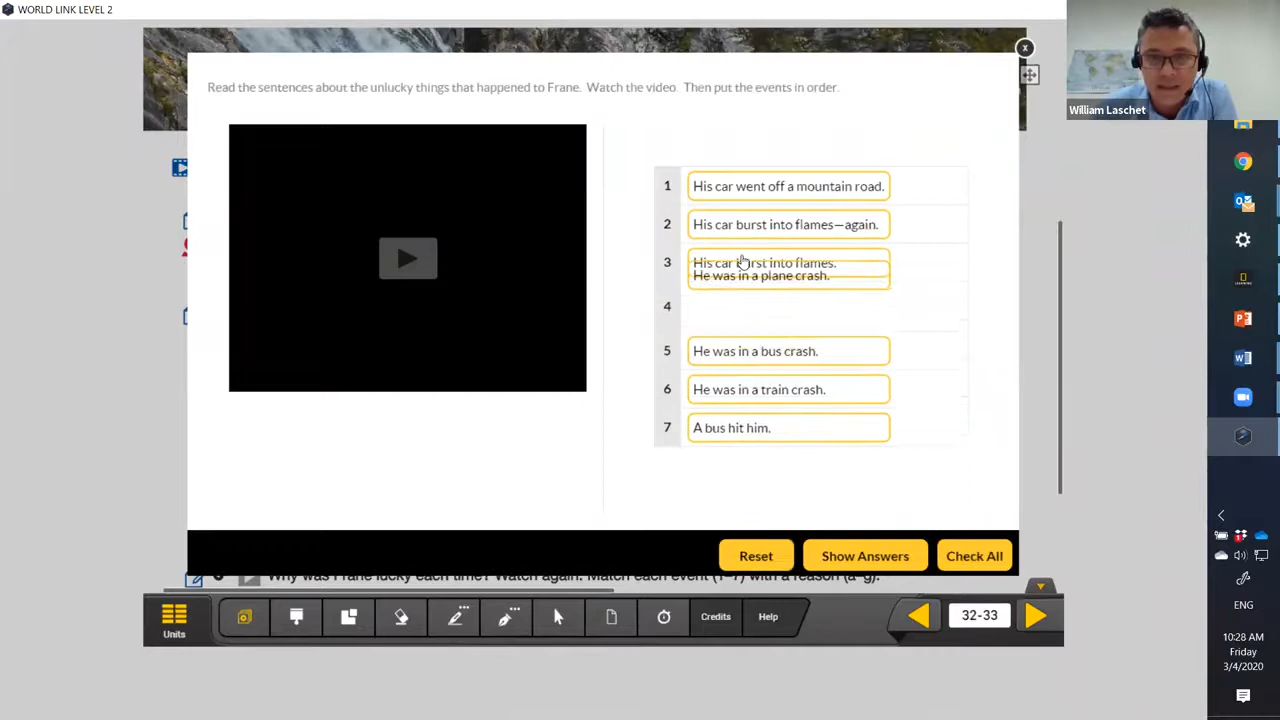 WORLD LINK LEVEL 2
x
Read the sentences about the unlucky things that happened to Frane. Watch the video. Then put the events in order.
William Laschet
1 His car went off a mountain road.
2 His car burst into flames—again.
3 His car burst into flames.
He was in a plane crash.
4
5 He was in a bus crash.
6 He was in a train crash.
7 A bus hit him.
Reset
Show Answers
Check All
Why was Frane lucky each time? Watch again. Match each event (1–7) with a reason (a–g).
Units
Credits
Help
32-33
ENG
10:28 AM
Friday
3/4/2020